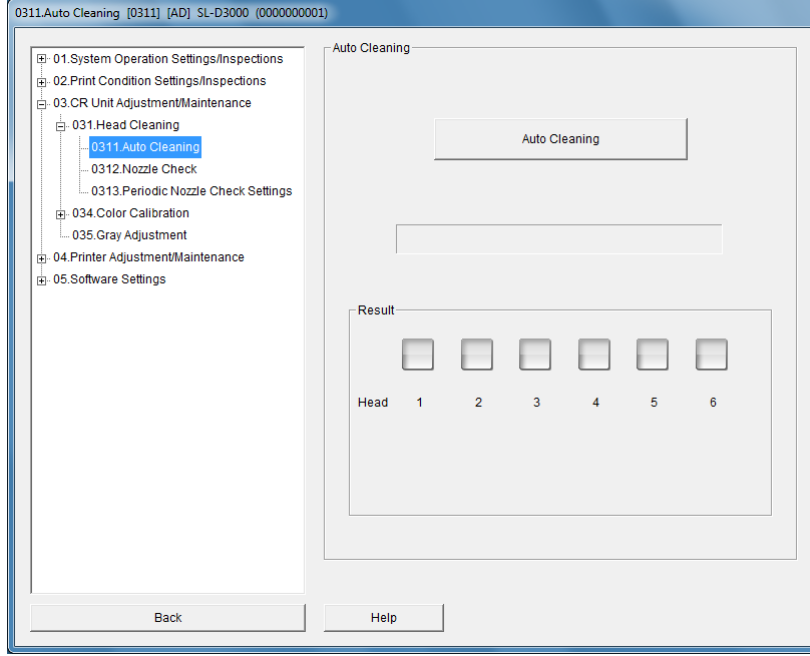 0311.Auto Cleaning [0311] [AD] SL-D3000 (0000000001)
01.System Operation Settings/Inspections
02.Print Condition Settings/Inspections
03.CR Unit Adjustment/Maintenance
031.Head Cleaning
0311.Auto Cleaning
0312.Nozzle Check
0313.Periodic Nozzle Check Settings
034.Color Calibration
035.Gray Adjustment
04.Printer Adjustment/Maintenance
05.Software Settings
Back
Auto Cleaning
Auto Cleaning
Result
Head 1 2 3 4 5 6
Help